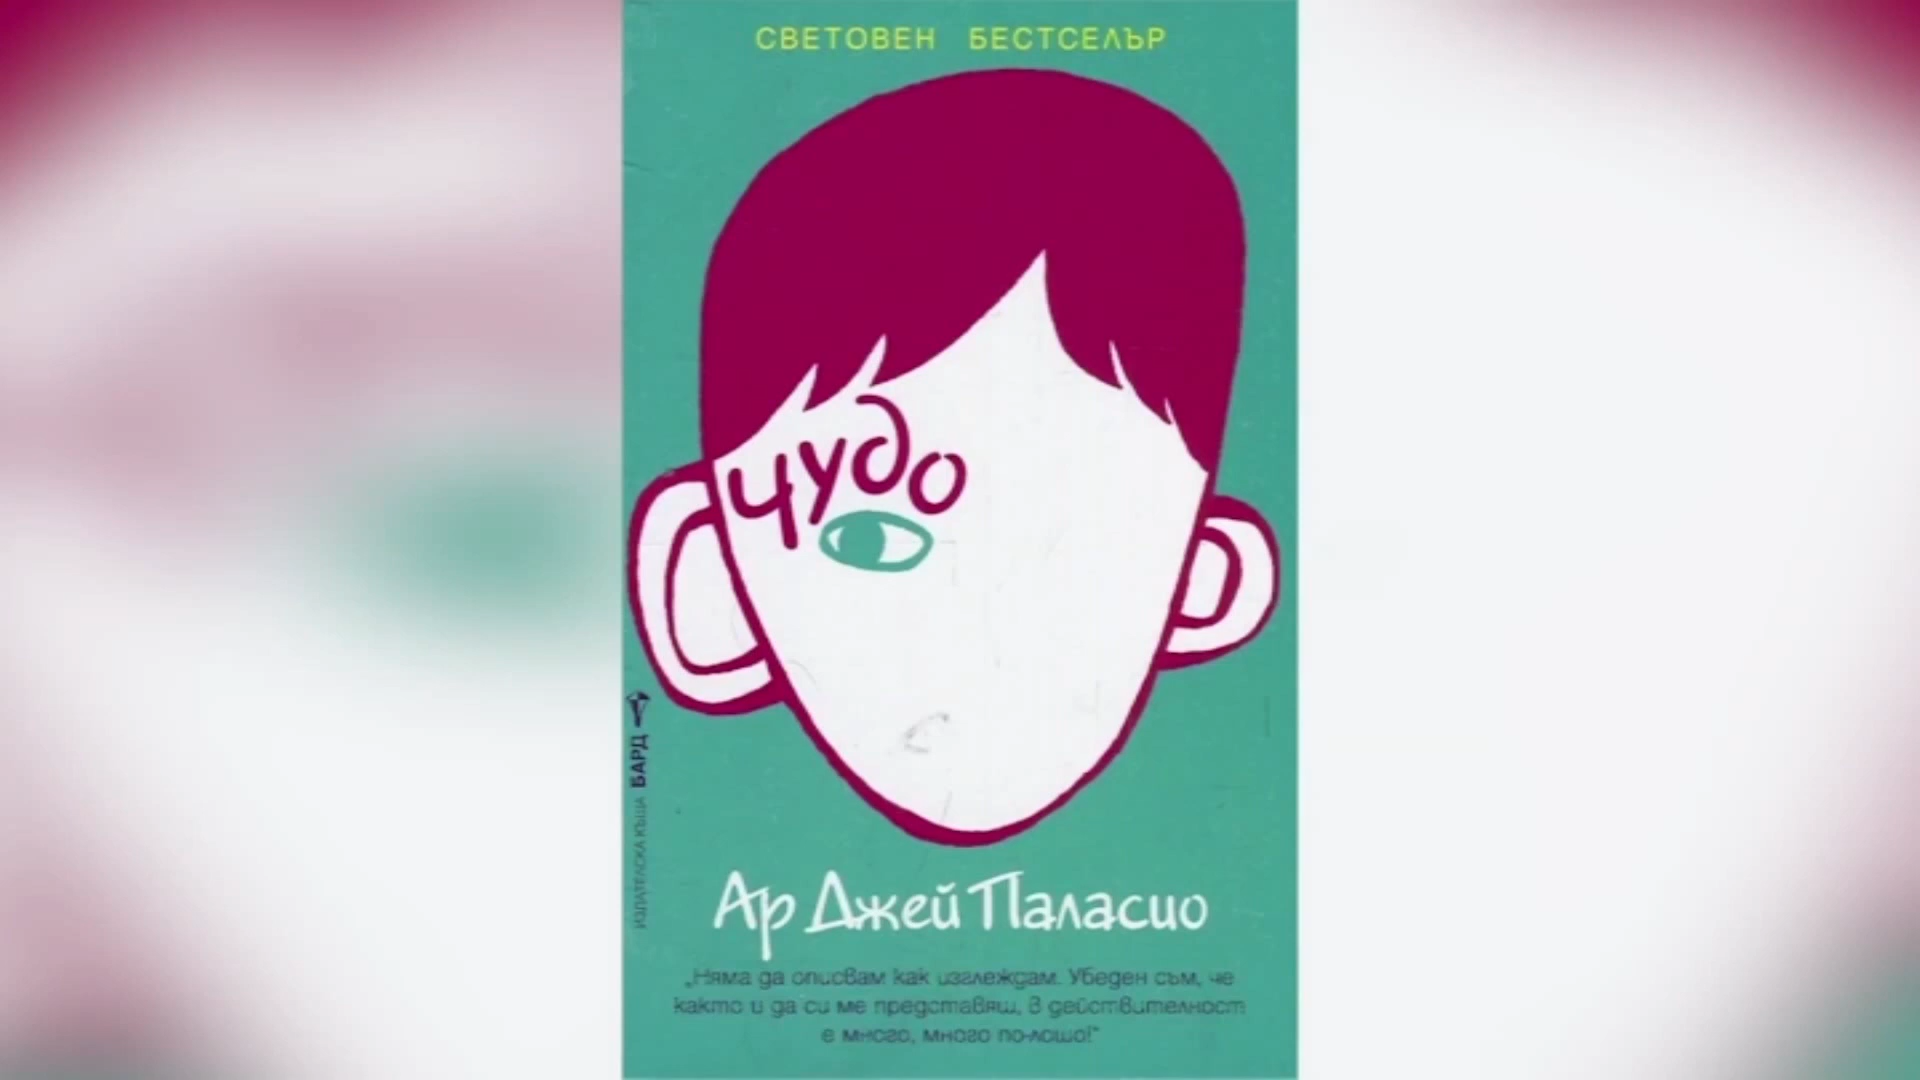 СВЕТОВЕН БЕСТСЕЛЪР
чудо
ИЗДАТЕЛСКА КЪЩА БАРД
Ар Джей Паласио
„Няма да описвам как изглеждам. Убеден съм, че
както и да си ме представяш, в действителност
е много, много по-лошо!“